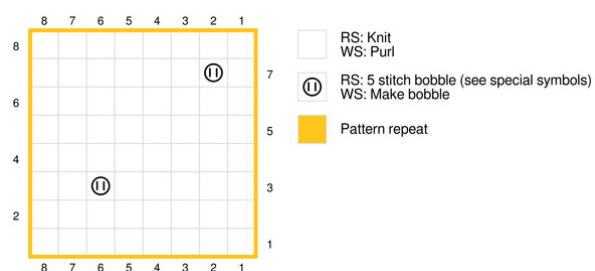 8 7 6 5 4 3 2 1
8
7
6
5
4
3
2
1
8 7 6 5 4 3 2 1
RS: Knit
WS: Purl
RS: 5 stitch bobble (see special symbols)
WS: Make bobble
Pattern repeat